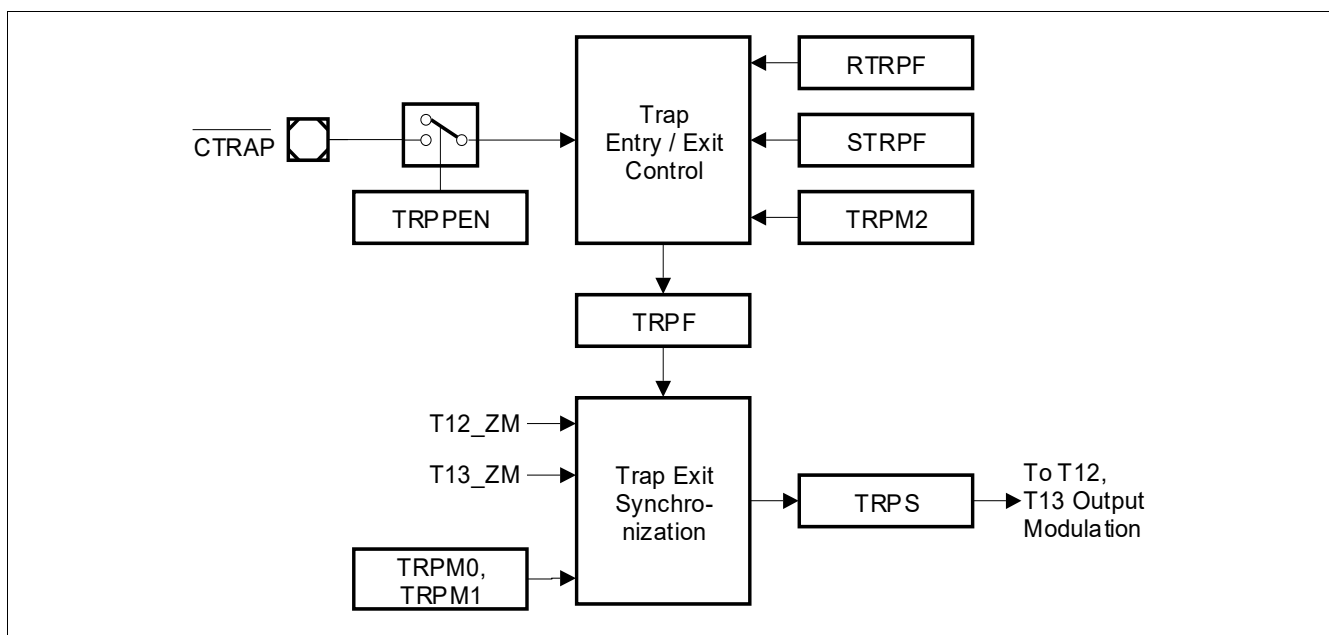 RTRPF
CTRAP
Trap
Entry / Exit
Control
STRPF
TRPPEN
TRPM2
TRPF
T12_ZM
T13_ZM
Trap Exit
Synchro-
nization
TRPS
To T12,
T13 Output
Modulation
TRPM0,
TRPM1